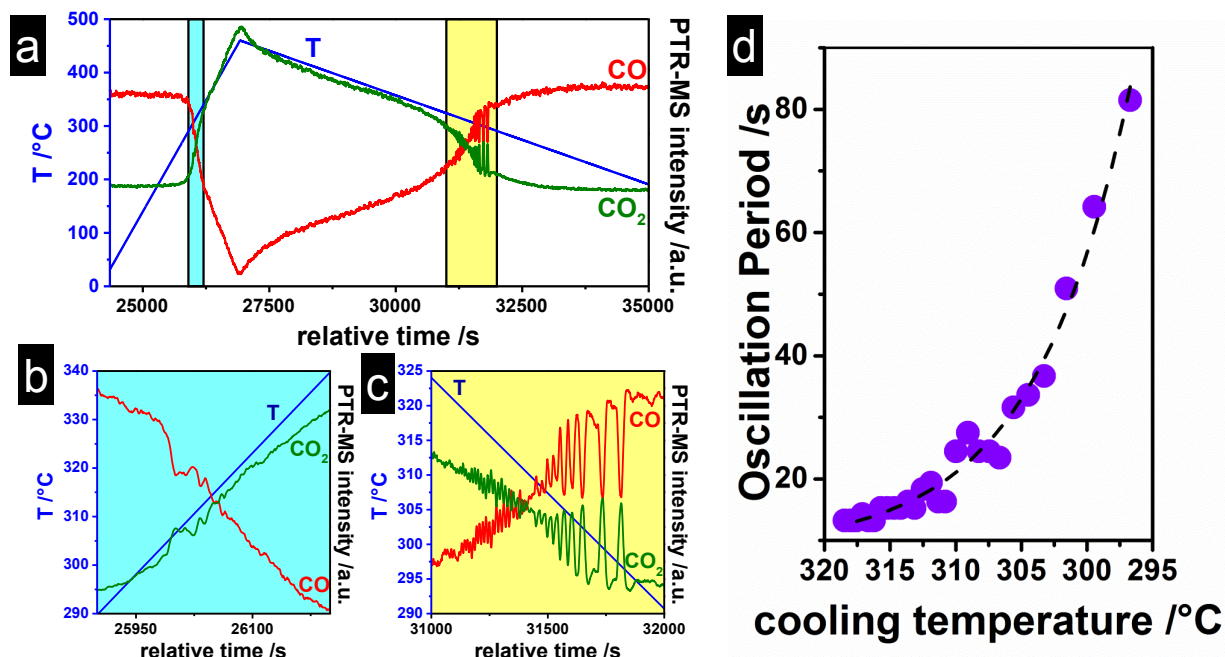 a
500
400
300
200
100
0
T /°C
T
CO
CO2
PTR-MS intensity /a.u.
25000 27500 30000 32500 35000
relative time /s
b
340
330
320
310
300
290
T /°C
T
CO2
CO
PTR-MS intensity /a.u.
25950 26100
relative time /s
c
325
320
315
310
305
300
295
290
T /°C
T
CO
CO2
PTR-MS intensity /a.u.
31000 31500 32000
relative time /s
d
80
60
40
20
Oscillation Period /s
320 315 310 305 300 295
cooling temperature /°C